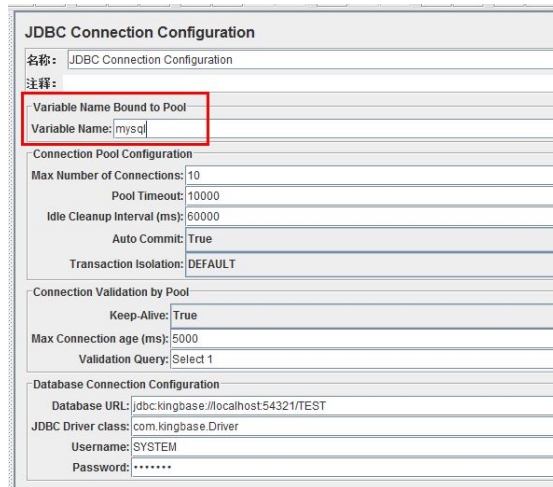 JDBC Connection Configuration
名称: JDBC Connection Configuration
注释:
Variable Name Bound to Pool
Variable Name: mysql
Connection Pool Configuration
Max Number of Connections: 10
Pool Timeout: 10000
Idle Cleanup Interval (ms): 60000
Auto Commit: True
Transaction Isolation: DEFAULT
Connection Validation by Pool
Keep-Alive: True
Max Connection age (ms): 5000
Validation Query: Select 1
Database Connection Configuration
Database URL: jdbc:kingbase://localhost:54321/TEST
JDBC Driver class: com.kingbase.Driver
Username: SYSTEM
Password: •••••••